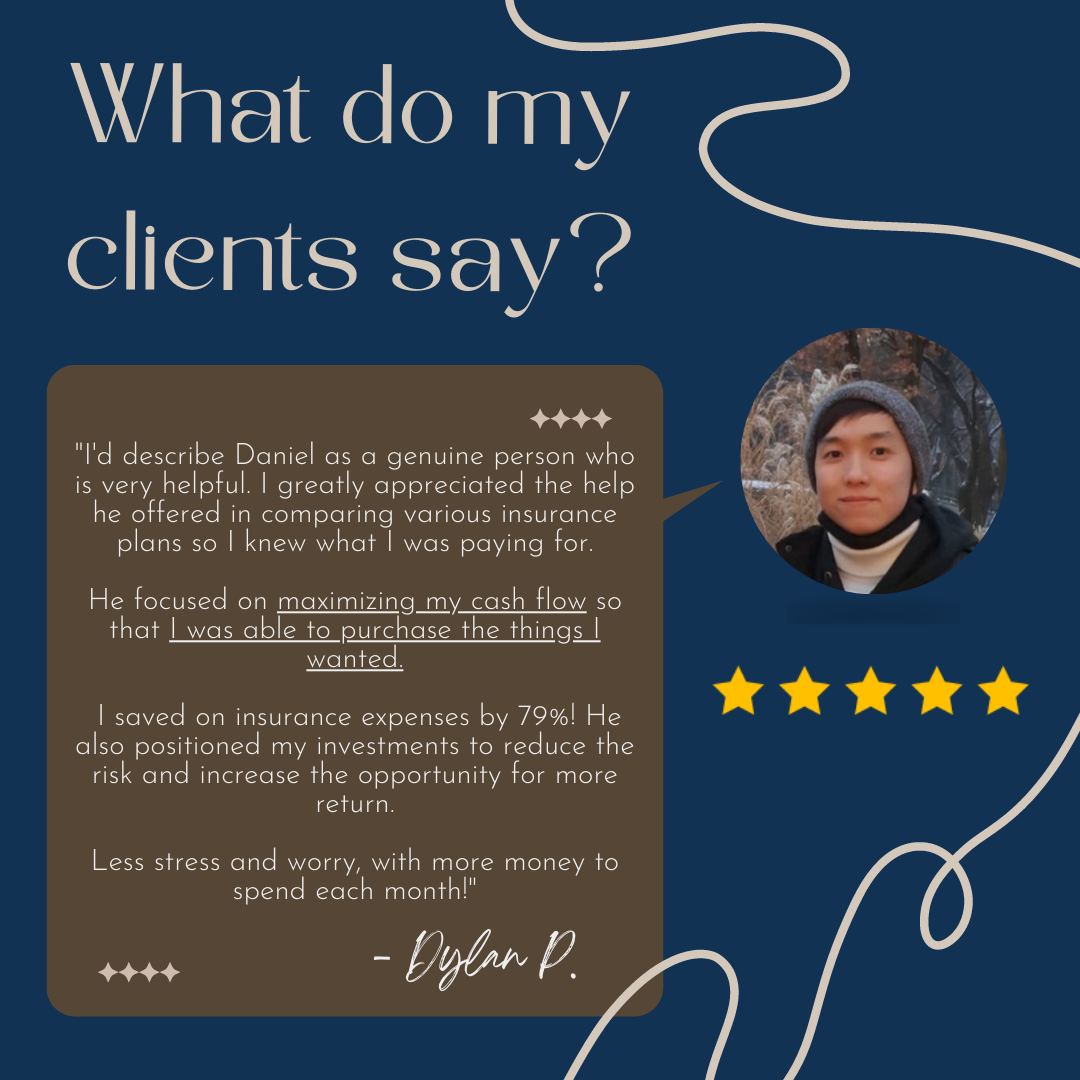 What do my
clients say?
"I'd describe Daniel as a genuine person who
is very helpful. I greatly appreciated the help
he offered in comparing various insurance
plans so I knew what I was paying for.
He focused on maximizing my cash flow so
that I was able to purchase the things I
wanted.
I saved on insurance expenses by 79%! He
also positioned my investments to reduce the
risk and increase the opportunity for more
return.
Less stress and worry, with more money to
spend each month!"
- Dylan P.